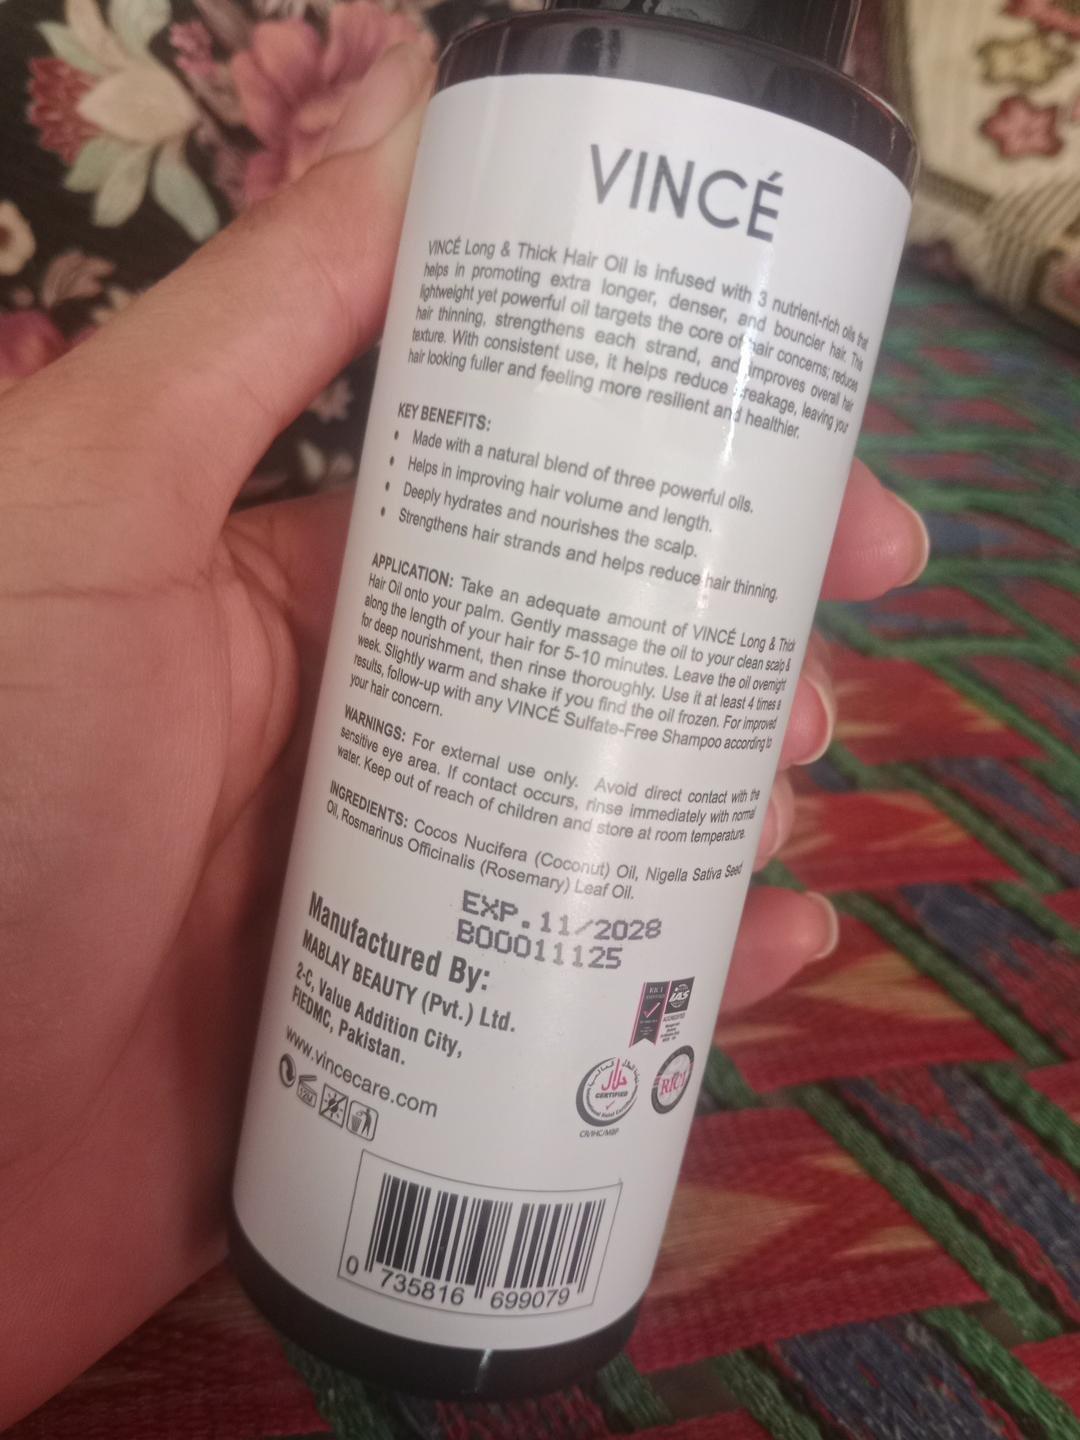 VINCÉ
VINCÉ Long & Thick Hair Oil is infused with 3 nutrient-rich oils that
helps in promoting extra longer, denser, and bouncier hair. This
lightweight yet powerful oil targets the core of hair concerns; reduces
hair thinning, strengthens each strand, and improves overall hair
texture. With consistent use, it helps reduce breakage, leaving your
hair looking fuller and feeling more resilient and healthier.
KEY BENEFITS:
• Made with a natural blend of three powerful oils.
• Helps in improving hair volume and length.
• Deeply hydrates and nourishes the scalp.
• Strengthens hair strands and helps reduce hair thinning.
APPLICATION: Take an adequate amount of VINCÉ Long & Thick
Hair Oil onto your palm. Gently massage the oil to your clean scalp &
along the length of your hair for 5-10 minutes. Leave the oil overnight
for deep nourishment, then rinse thoroughly. Use it at least 4 times a
week. Slightly warm and shake if you find the oil frozen. For improved
results, follow-up with any VINCÉ Sulfate-Free Shampoo according to
your hair concern.
WARNINGS: For external use only. Avoid direct contact with the
sensitive eye area. If contact occurs, rinse immediately with normal
water. Keep out of reach of children and store at room temperature.
INGREDIENTS: Cocos Nucifera (Coconut) Oil, Nigella Sativa Seed
Oil, Rosmarinus Officinalis (Rosemary) Leaf Oil.
EXP. 11/2028
B00011125
Manufactured By:
MABLAY BEAUTY (Pvt.) Ltd.
2-C, Value Addition City,
FIEDMC, Pakistan.
www.vincecare.com
12M
RICI
IAS
ACCREDITED
حلال
CERTIFIED
CR/IHC/MBP
RICI
0 735816 699079